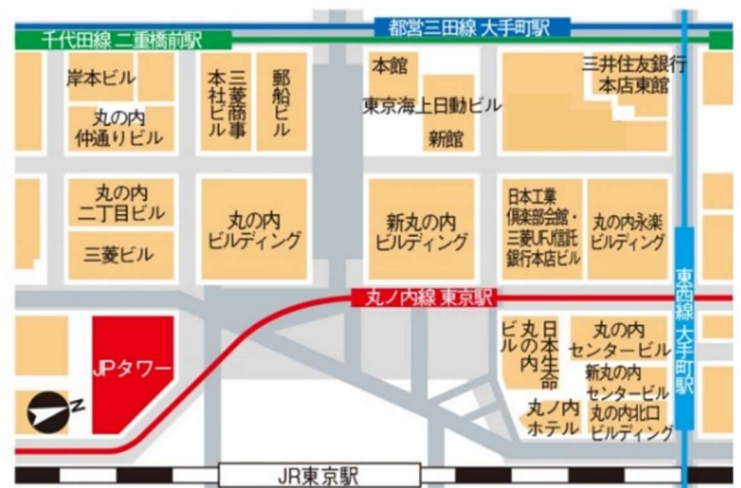 都営三田線 大手町駅
千代田線 二重橋前駅
岸本ビル
丸の内
仲通りビル
三菱商事
本社ビル
郵船ビル
本館
東京海上日動ビル
新館
三井住友銀行
本店東館
丸の内
二丁目ビル
三菱ビル
丸の内
ビルディング
新丸の内
ビルディング
日本工業
倶楽部会館・
三菱UFJ信託
銀行本店ビル
丸の内永楽
ビルディング
東西線 大手町駅
丸ノ内線 東京駅
JPタワー
日本生命
丸の内
ビル
丸の内
センタービル
新丸の内
センタービル
丸ノ内
ホテル
丸の内北口
ビルディング
N
JR東京駅